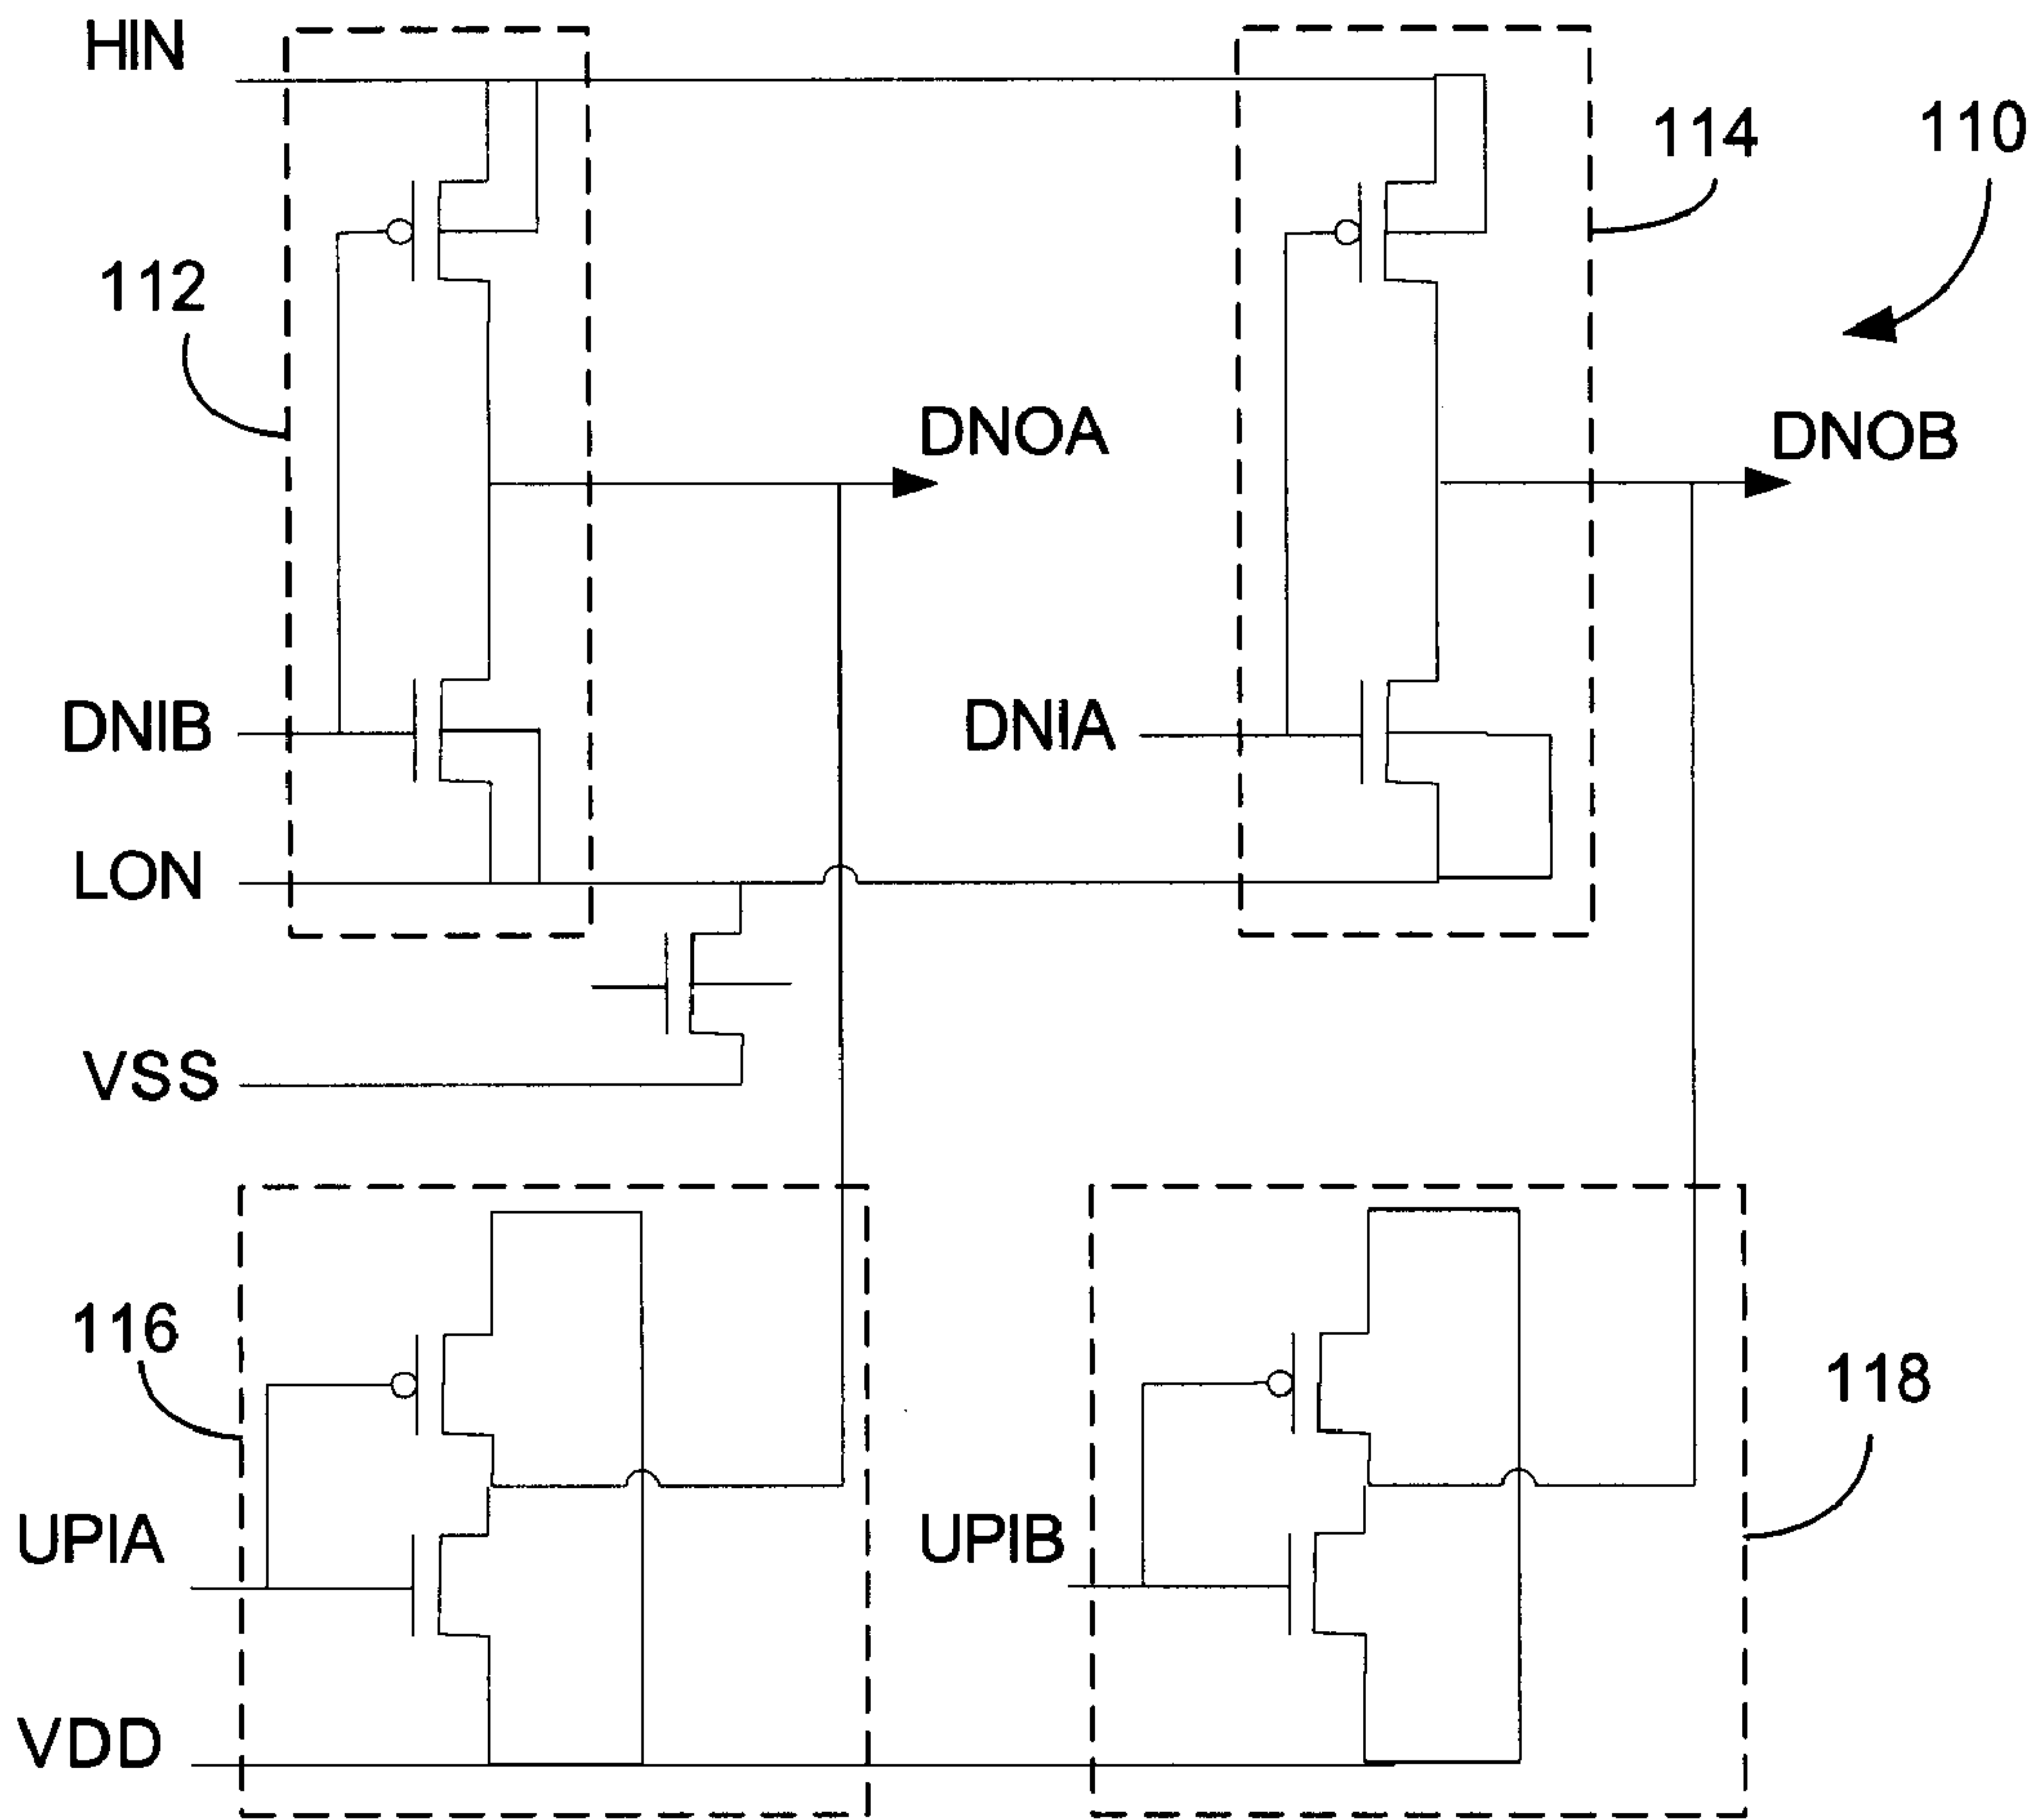 HIN
114
110
112
DNOA
DNOB
DNIB
DNIA
LON
VSS
116
118
UPIA
UPIB
VDD